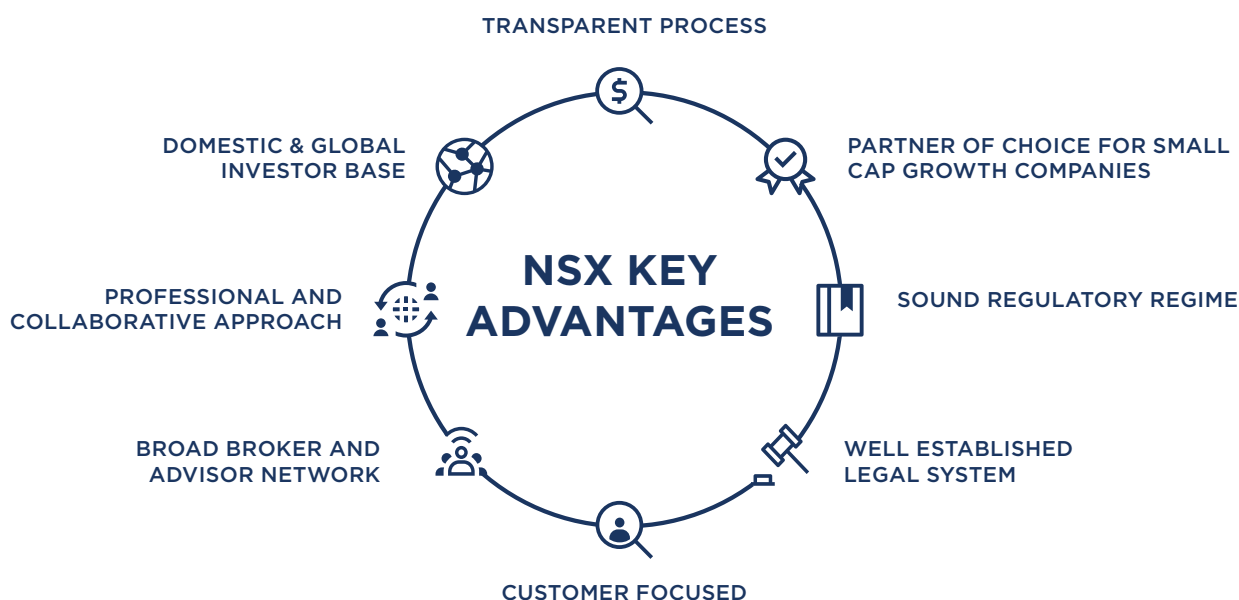 TRANSPARENT PROCESS
DOMESTIC & GLOBAL
INVESTOR BASE
PARTNER OF CHOICE FOR SMALL
CAP GROWTH COMPANIES
NSX KEY
ADVANTAGES
PROFESSIONAL AND
COLLABORATIVE APPROACH
SOUND REGULATORY REGIME
BROAD BROKER AND
ADVISOR NETWORK
WELL ESTABLISHED
LEGAL SYSTEM
CUSTOMER FOCUSED